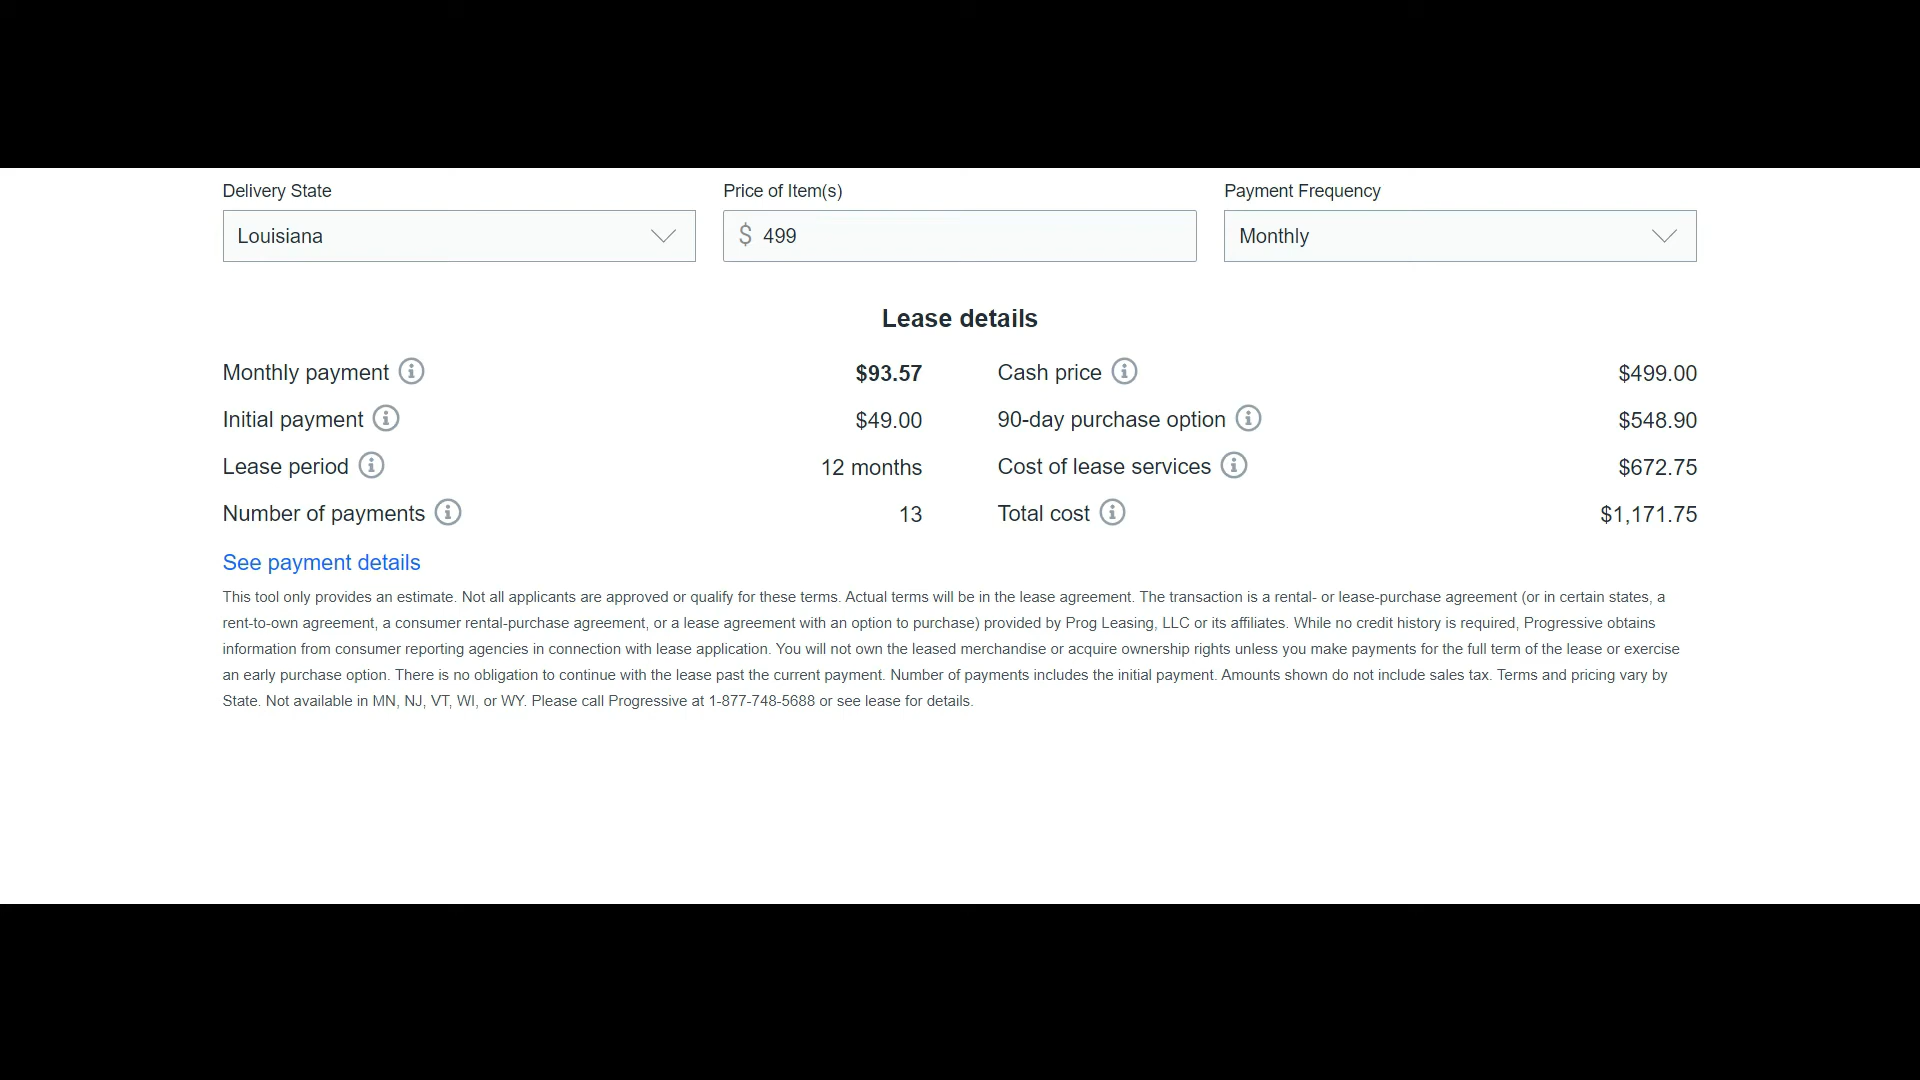 Delivery State
Price of Item(s)
Payment Frequency
Louisiana
$ 499
Monthly
Lease details
Monthly payment $93.57
Cash price $499.00
Initial payment $49.00
90-day purchase option $548.90
Lease period 12 months
Cost of lease services $672.75
Number of payments 13
Total cost $1,171.75
See payment details
This tool only provides an estimate. Not all applicants are approved or qualify for these terms. Actual terms will be in the lease agreement. The transaction is a rental- or lease-purchase agreement (or in certain states, a
rent-to-own agreement, a consumer rental-purchase agreement, or a lease agreement with an option to purchase) provided by Prog Leasing, LLC or its affiliates. While no credit history is required, Progressive obtains
information from consumer reporting agencies in connection with lease application. You will not own the leased merchandise or acquire ownership rights unless you make payments for the full term of the lease or exercise
an early purchase option. There is no obligation to continue with the lease past the current payment. Number of payments includes the initial payment. Amounts shown do not include sales tax. Terms and pricing vary by
State. Not available in MN, NJ, VT, WI, or WY. Please call Progressive at 1-877-748-5688 or see lease for details.